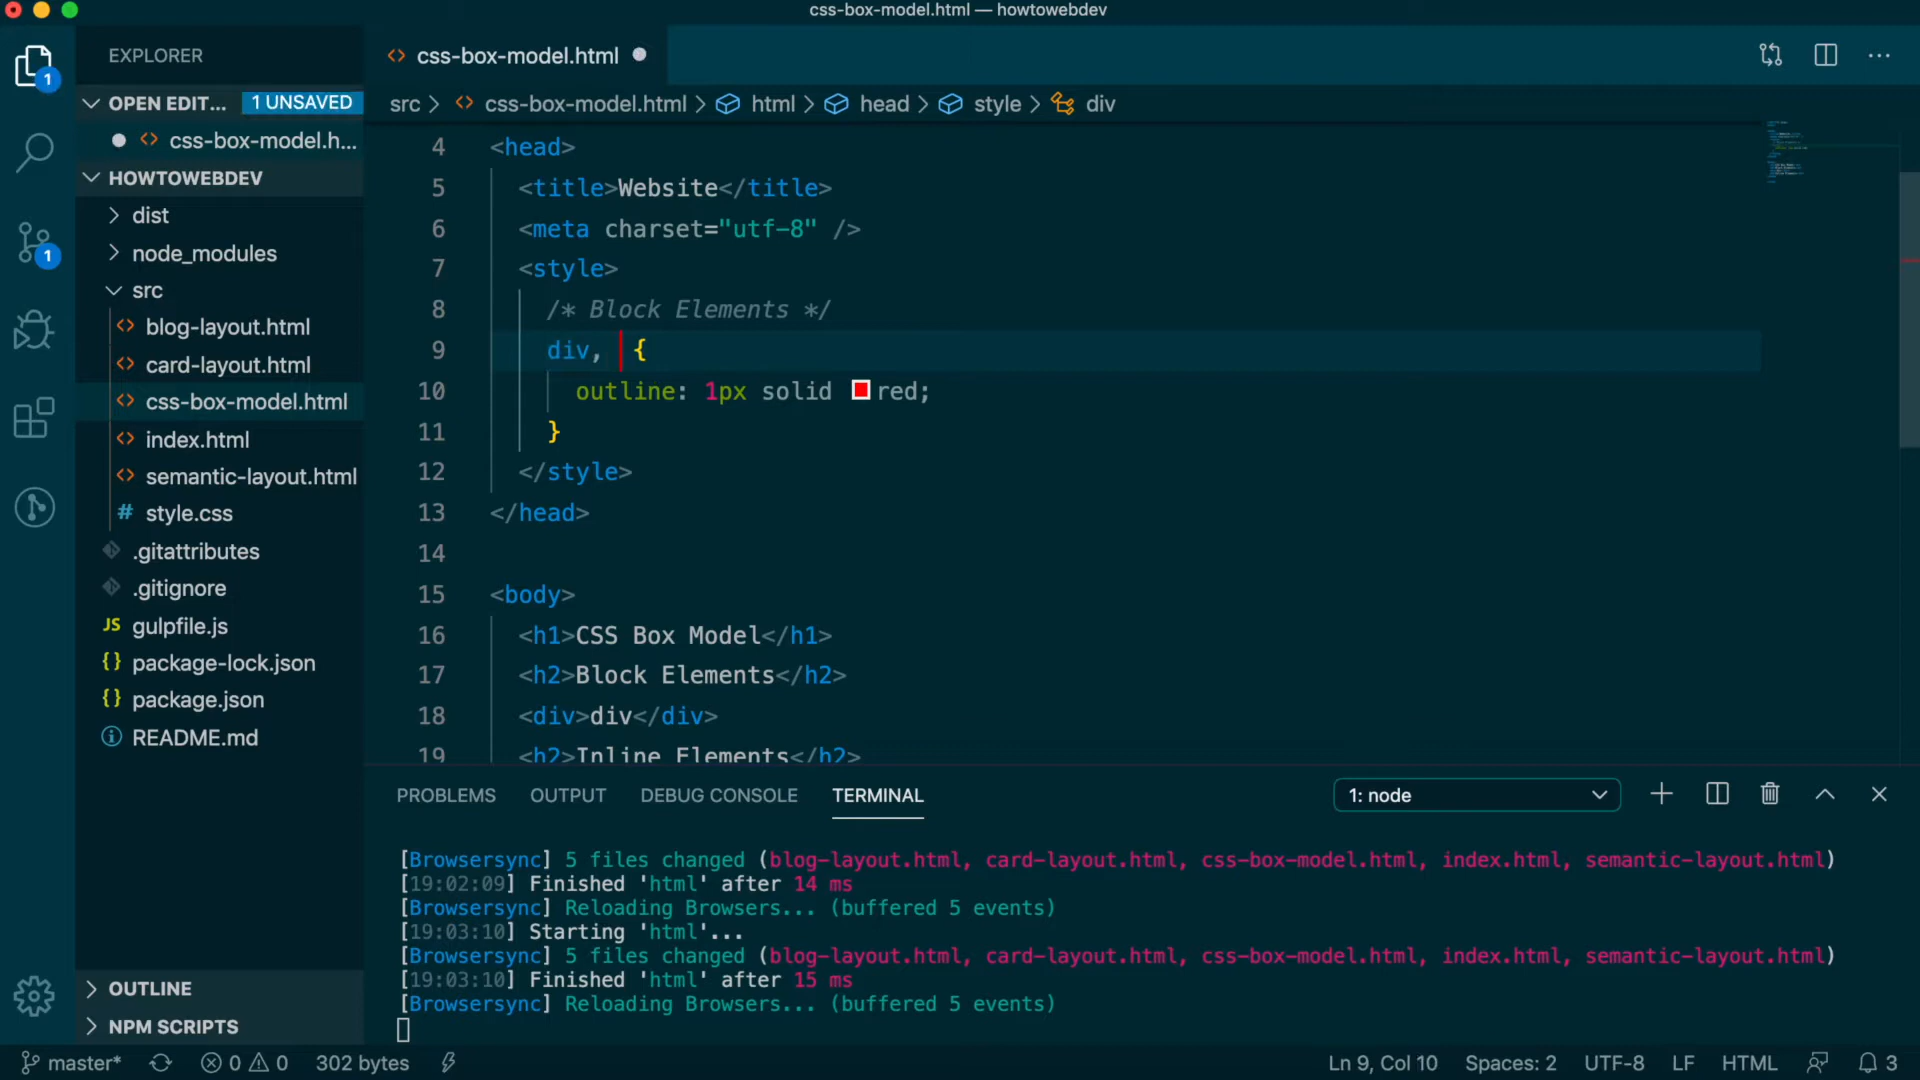 css-box-model.html — howtowebdev
EXPLORER
OPEN EDIT... 1 UNSAVED
css-box-model.h...
HOWTOWEBDEV
dist
node_modules
src
blog-layout.html
card-layout.html
css-box-model.html
index.html
semantic-layout.html
# style.css
.gitattributes
.gitignore
JS gulpfile.js
{} package-lock.json
{} package.json
README.md
OUTLINE
NPM SCRIPTS
1
1
<> css-box-model.html
src > <> css-box-model.html > html > head > style > div
4 <head>
5 <title>Website</title>
6 <meta charset="utf-8" />
7 <style>
8 /* Block Elements */
9 div, {
10 outline: 1px solid red;
11 }
12 </style>
13 </head>
14
15 <body>
16 <h1>CSS Box Model</h1>
17 <h2>Block Elements</h2>
18 <div>div</div>
19 <h2>Inline Elements</h2>
PROBLEMS OUTPUT DEBUG CONSOLE TERMINAL 1: node
[Browsersync] 5 files changed (blog-layout.html, card-layout.html, css-box-model.html, index.html, semantic-layout.html)
[19:02:09] Finished 'html' after 14 ms
[Browsersync] Reloading Browsers... (buffered 5 events)
[19:03:10] Starting 'html'...
[Browsersync] 5 files changed (blog-layout.html, card-layout.html, css-box-model.html, index.html, semantic-layout.html)
[19:03:10] Finished 'html' after 15 ms
[Browsersync] Reloading Browsers... (buffered 5 events)
master* 0 0 302 bytes Ln 9, Col 10 Spaces: 2 UTF-8 LF HTML 3